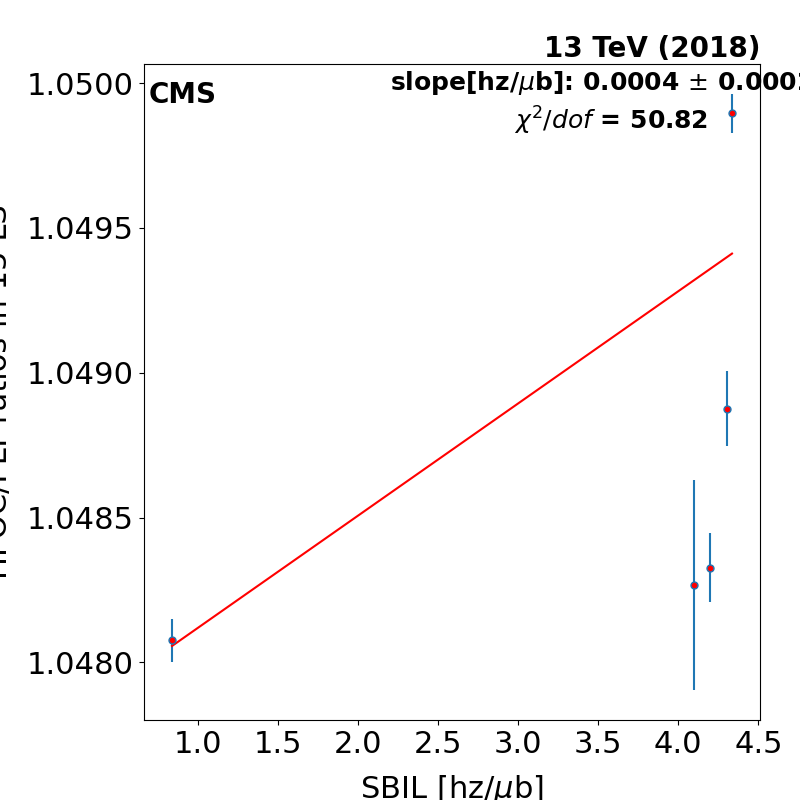 13 TeV (2018)
CMS
slope[hz/μb]: 0.0004 ± 0.000
χ²/dof = 50.82
1.0500
1.0495
1.0490
1.0485
1.0480
1.0 1.5 2.0 2.5 3.0 3.5 4.0 4.5
SBIL [hz/μb]